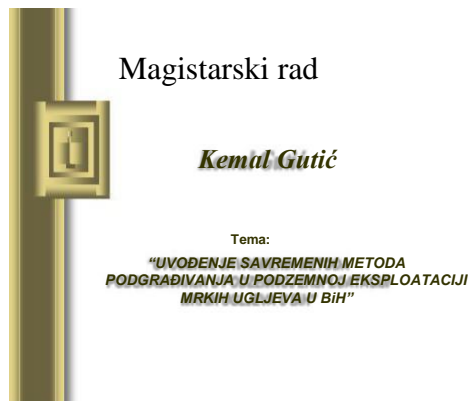 Magistarski rad
Kemal Gutić
Tema:
“UVOĐENJE SAVREMENIH METODA
PODGRAĐIVANJA U PODZEMNOJ EKSPLOATACIJI
MRKIH UGLJEVA U BiH”